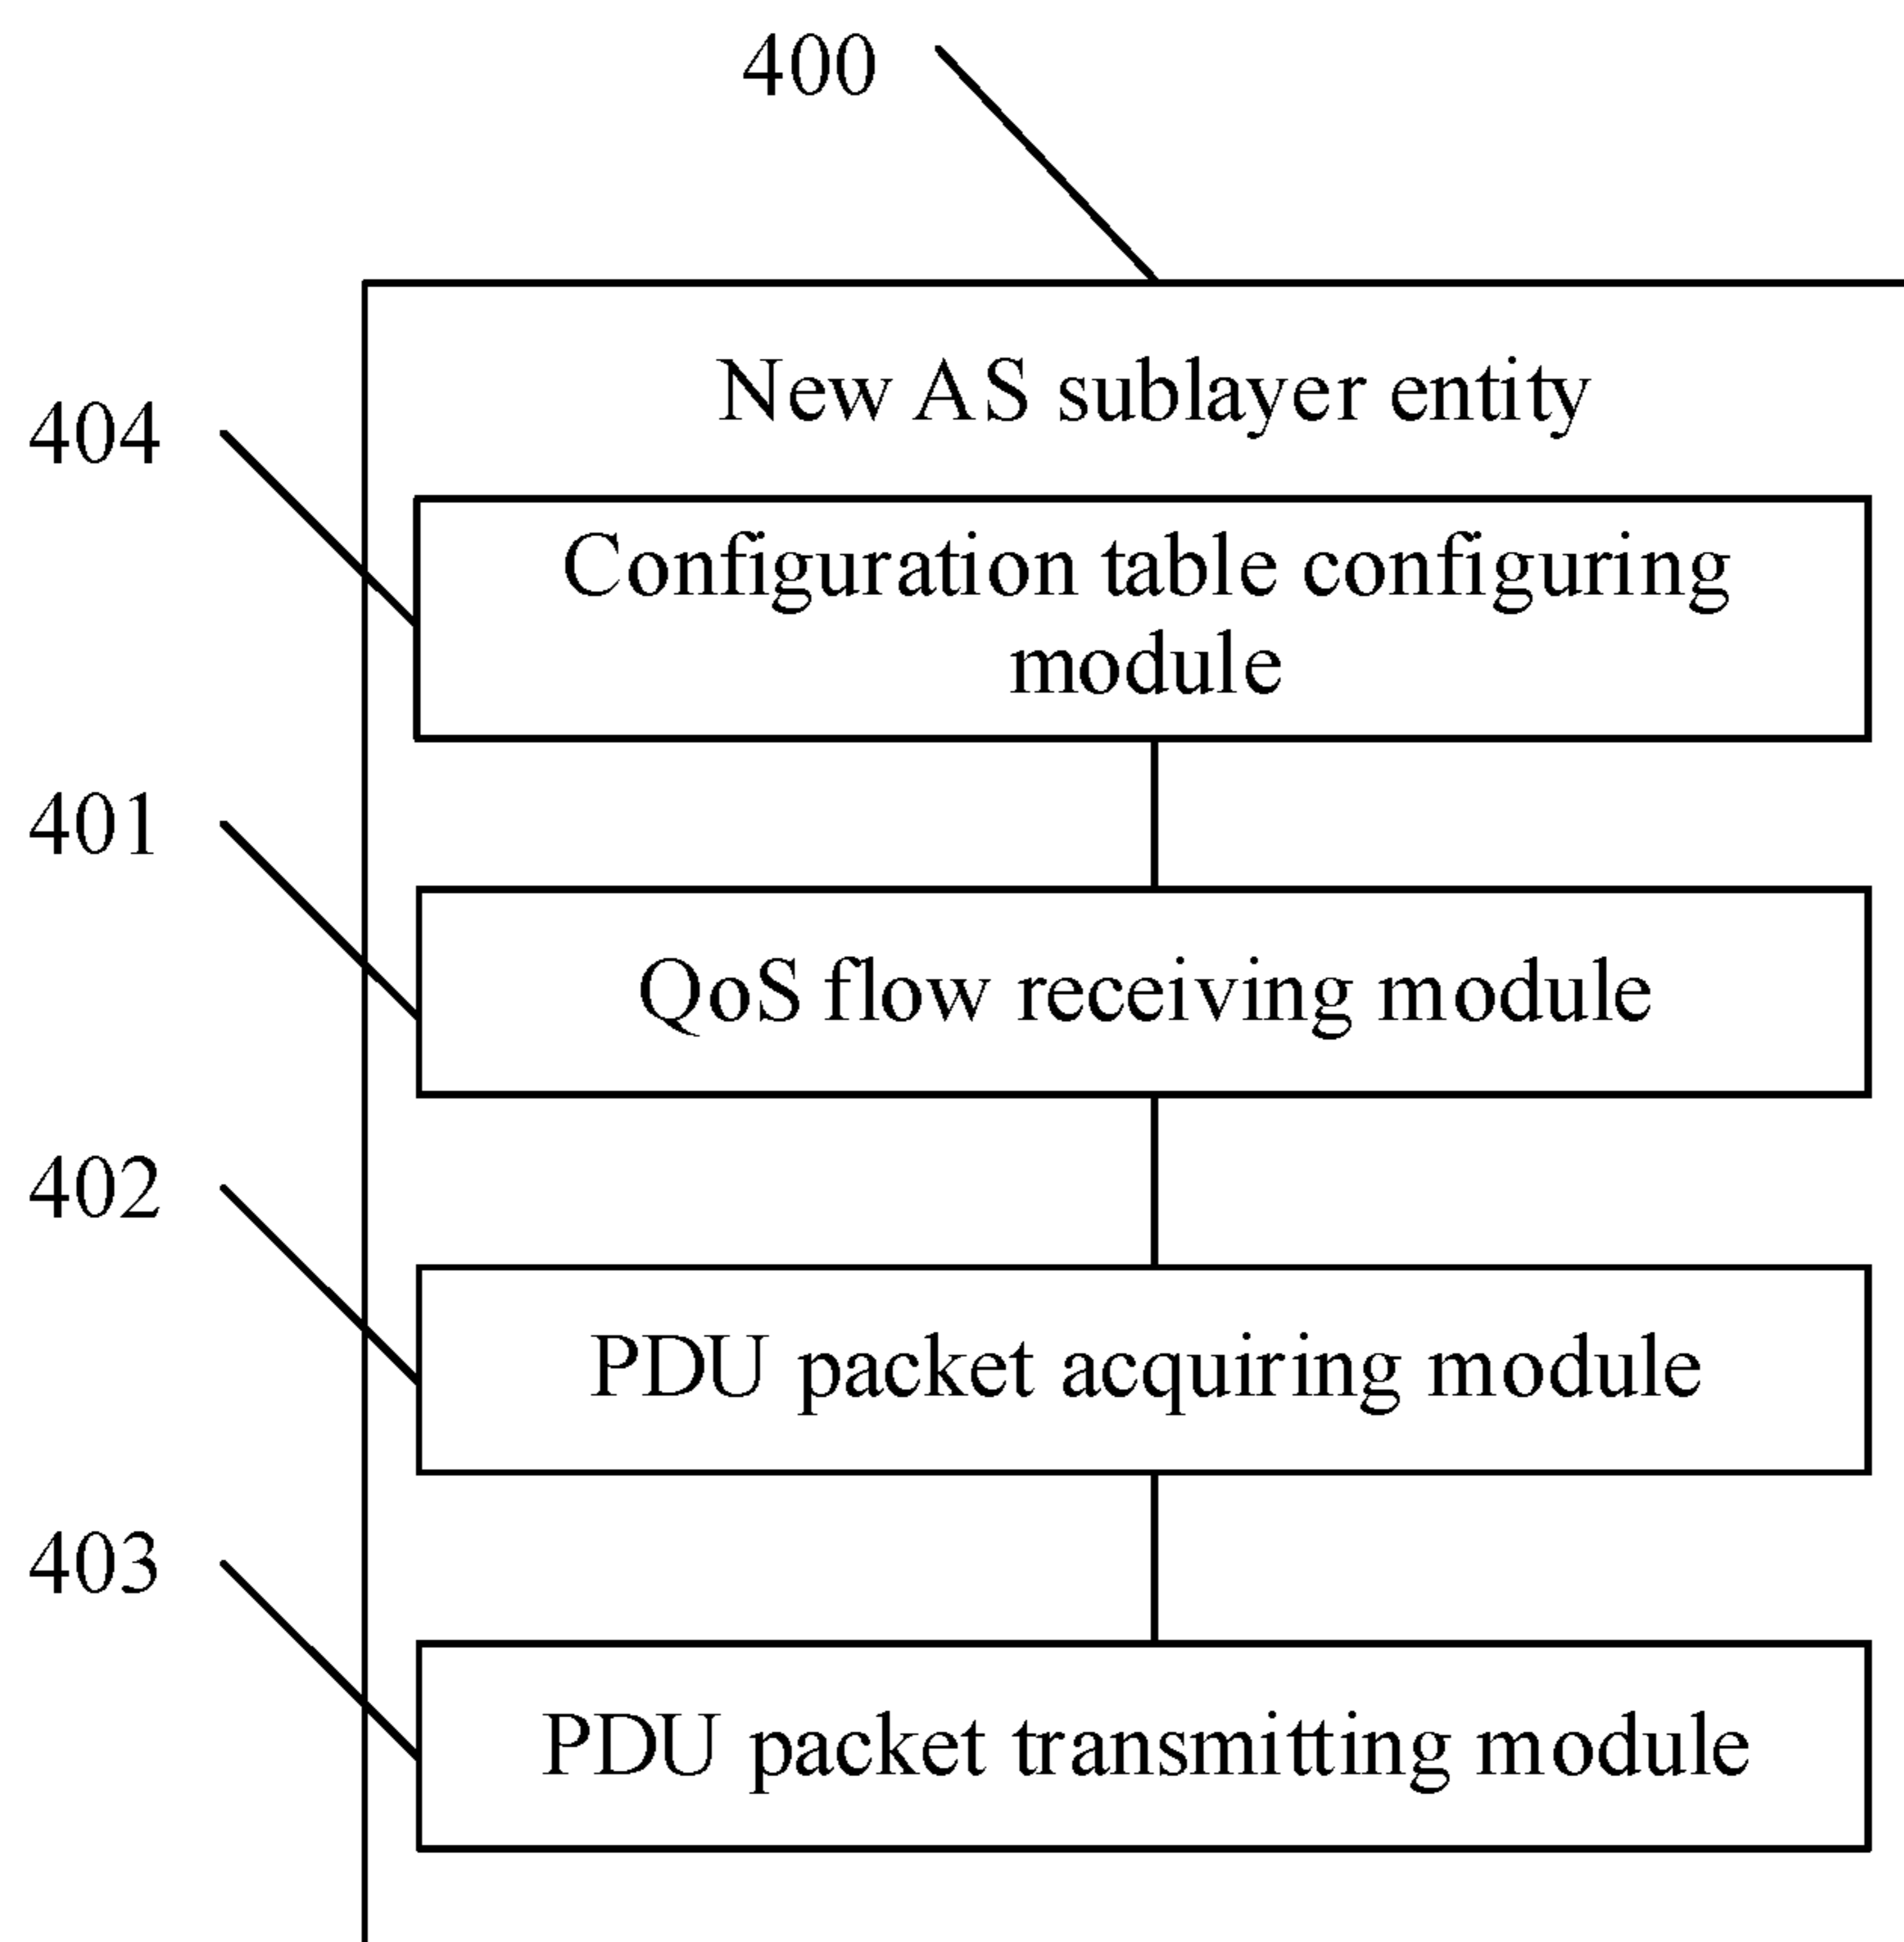 400
New AS sublayer entity
404
Configuration table configuring
module
401
QoS flow receiving module
402
PDU packet acquiring module
403
PDU packet transmitting module